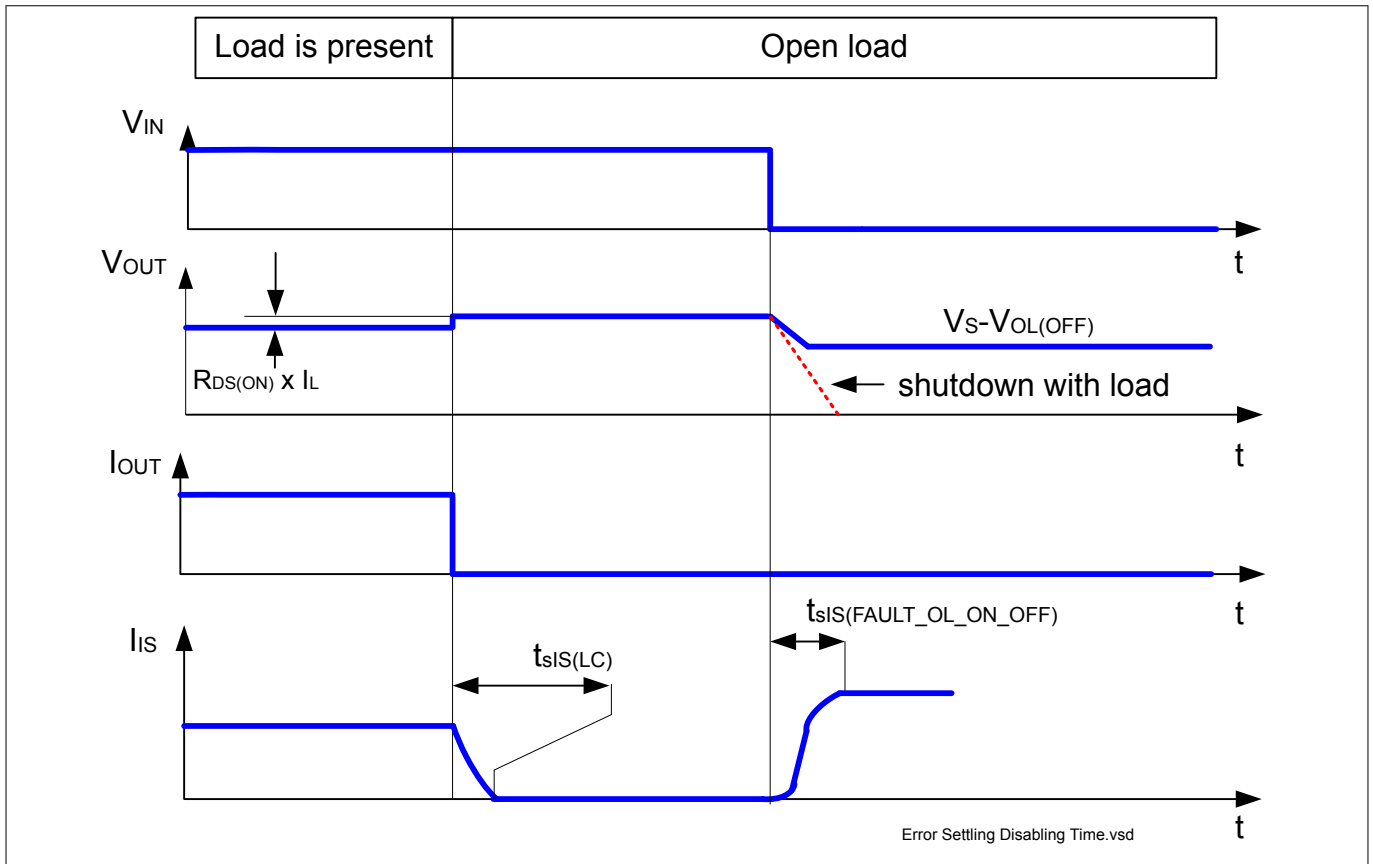 Load is present
Open load
VIN
t
VOUT
RDS(ON) x IL
VS-VOL(OFF)
shutdown with load
t
IOUT
t
tsIS(FAULT_OL_ON_OFF)
IIS
tsIS(LC)
t
Error Settling Disabling Time.vsd